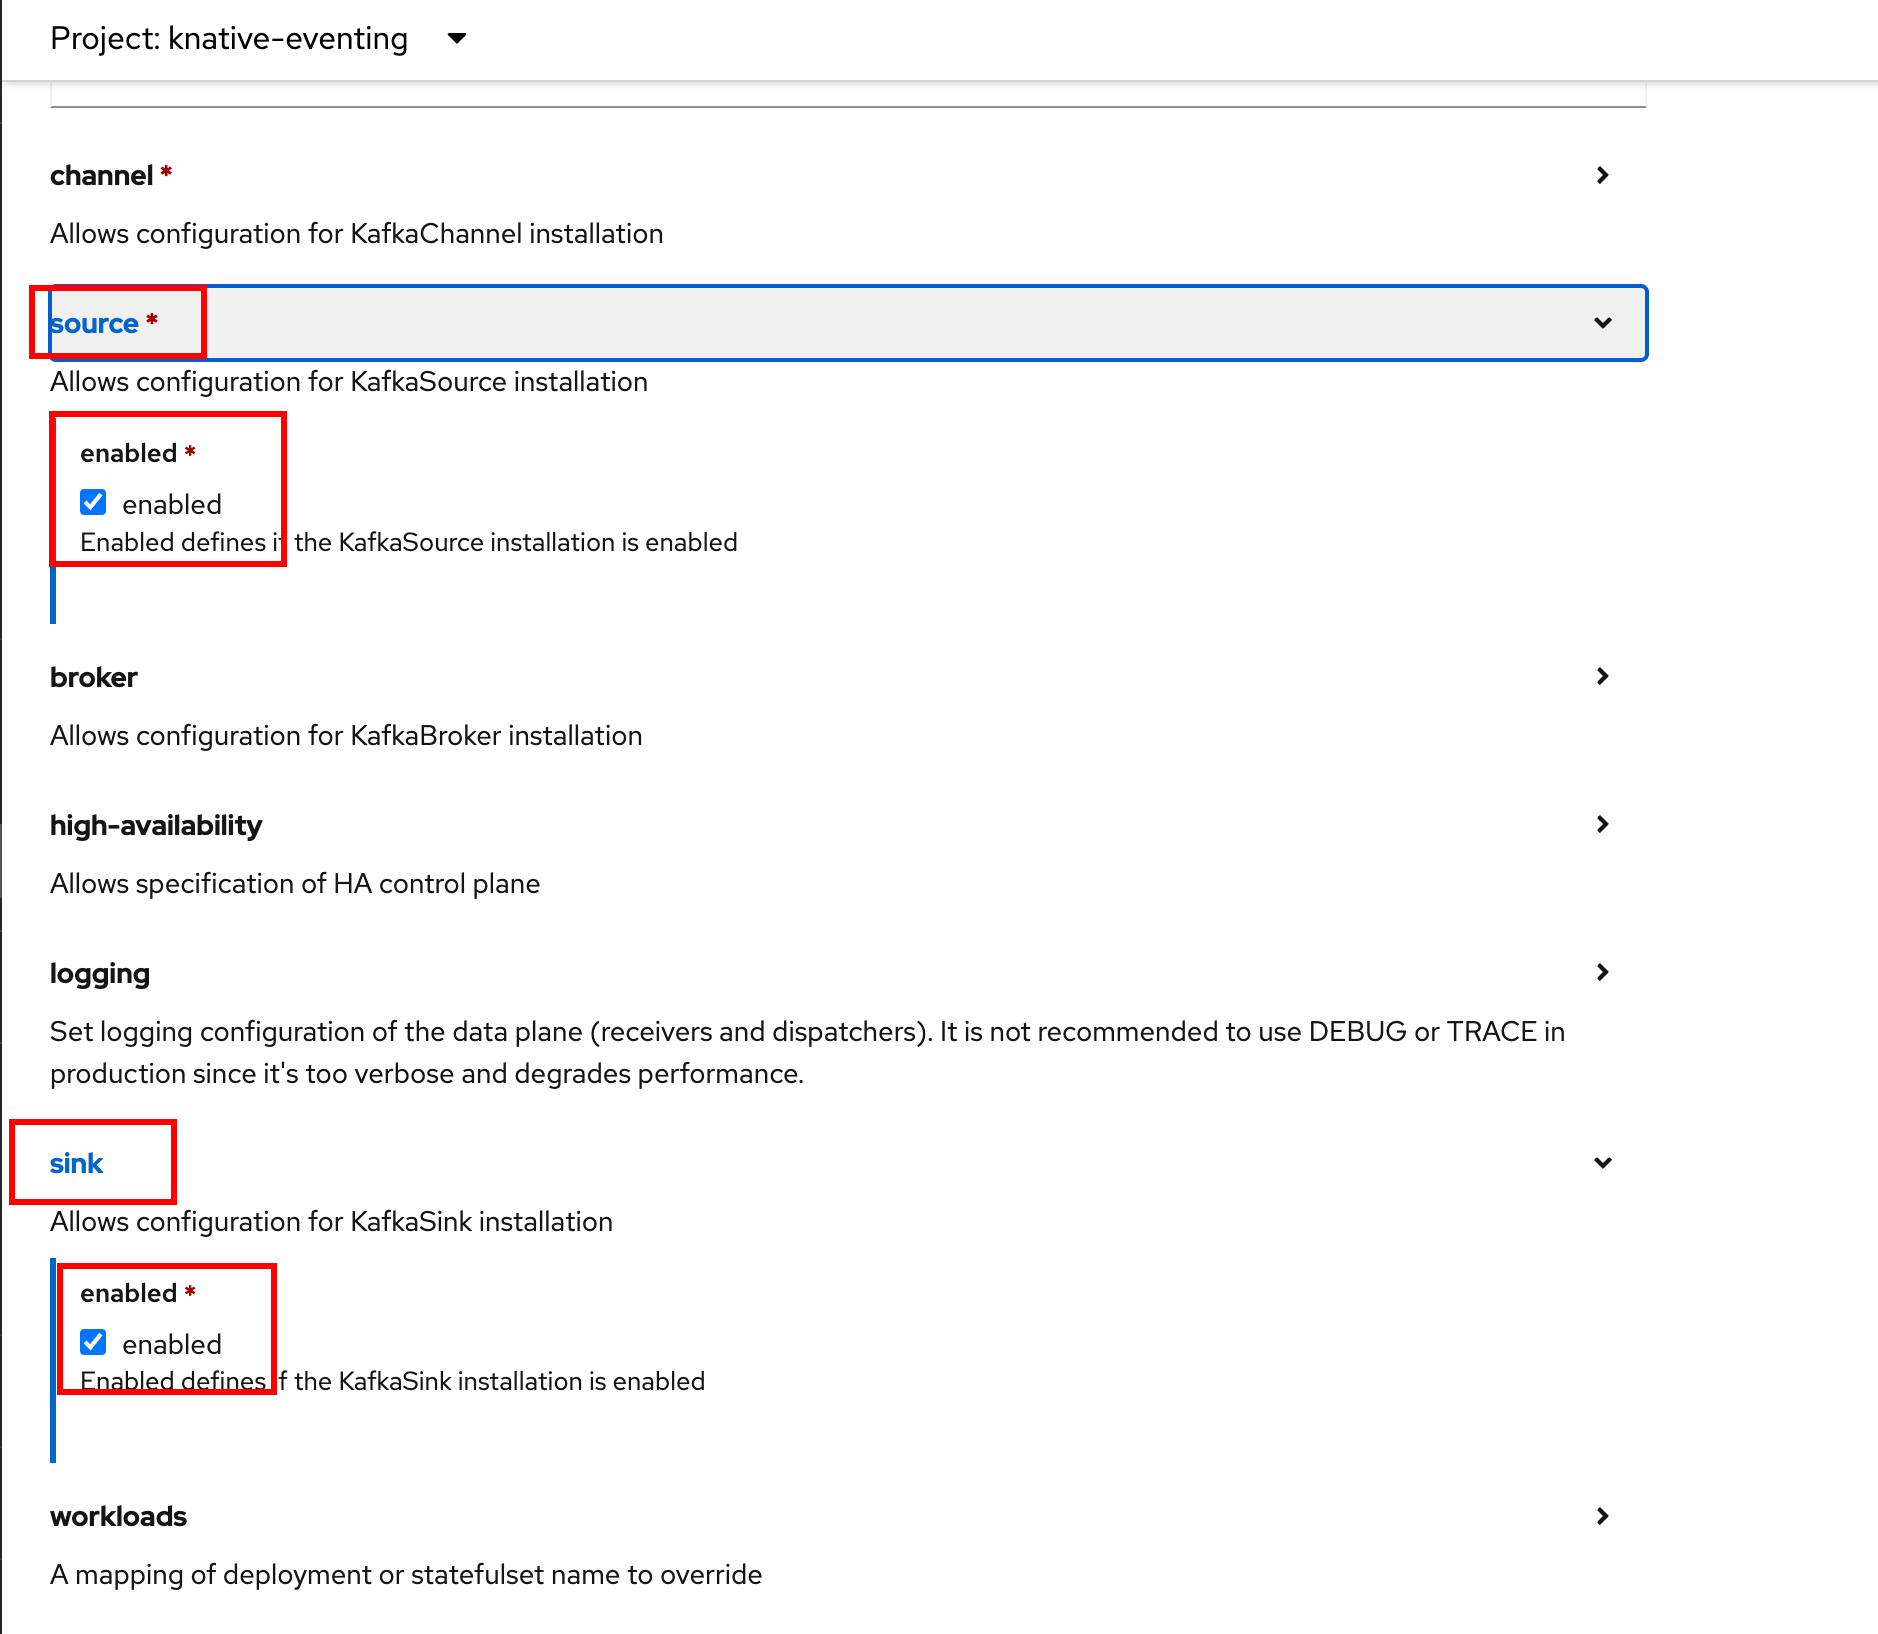 Project: knative-eventing
channel *
Allows configuration for KafkaChannel installation
source *
Allows configuration for KafkaSource installation
enabled *
enabled
Enabled defines if the KafkaSource installation is enabled
broker
Allows configuration for KafkaBroker installation
high-availability
Allows specification of HA control plane
logging
Set logging configuration of the data plane (receivers and dispatchers). It is not recommended to use DEBUG or TRACE in
production since it's too verbose and degrades performance.
sink
Allows configuration for KafkaSink installation
enabled *
enabled
Enabled defines if the KafkaSink installation is enabled
workloads
A mapping of deployment or statefulset name to override